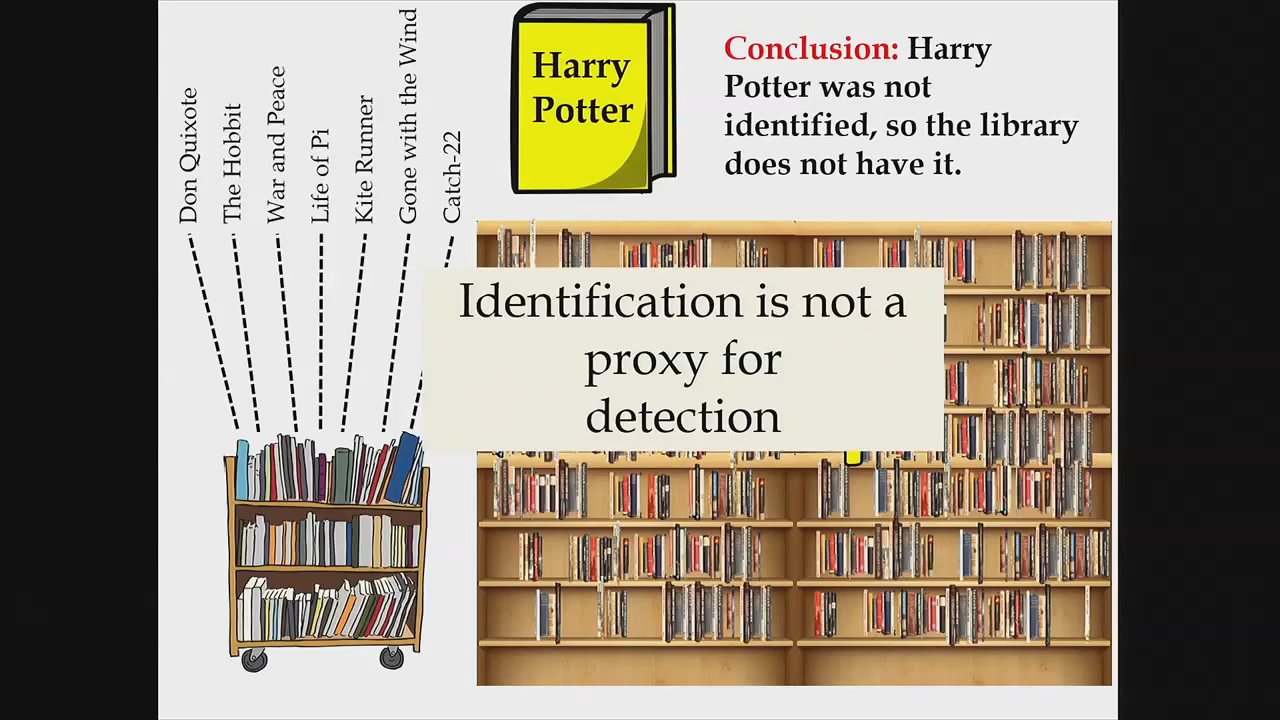 Don Quixote
The Hobbit
War and Peace
Life of Pi
Kite Runner
Gone with the Wind
Catch-22
Harry
Potter
Conclusion: Harry
Potter was not
identified, so the library
does not have it.
Identification is not a
proxy for
detection